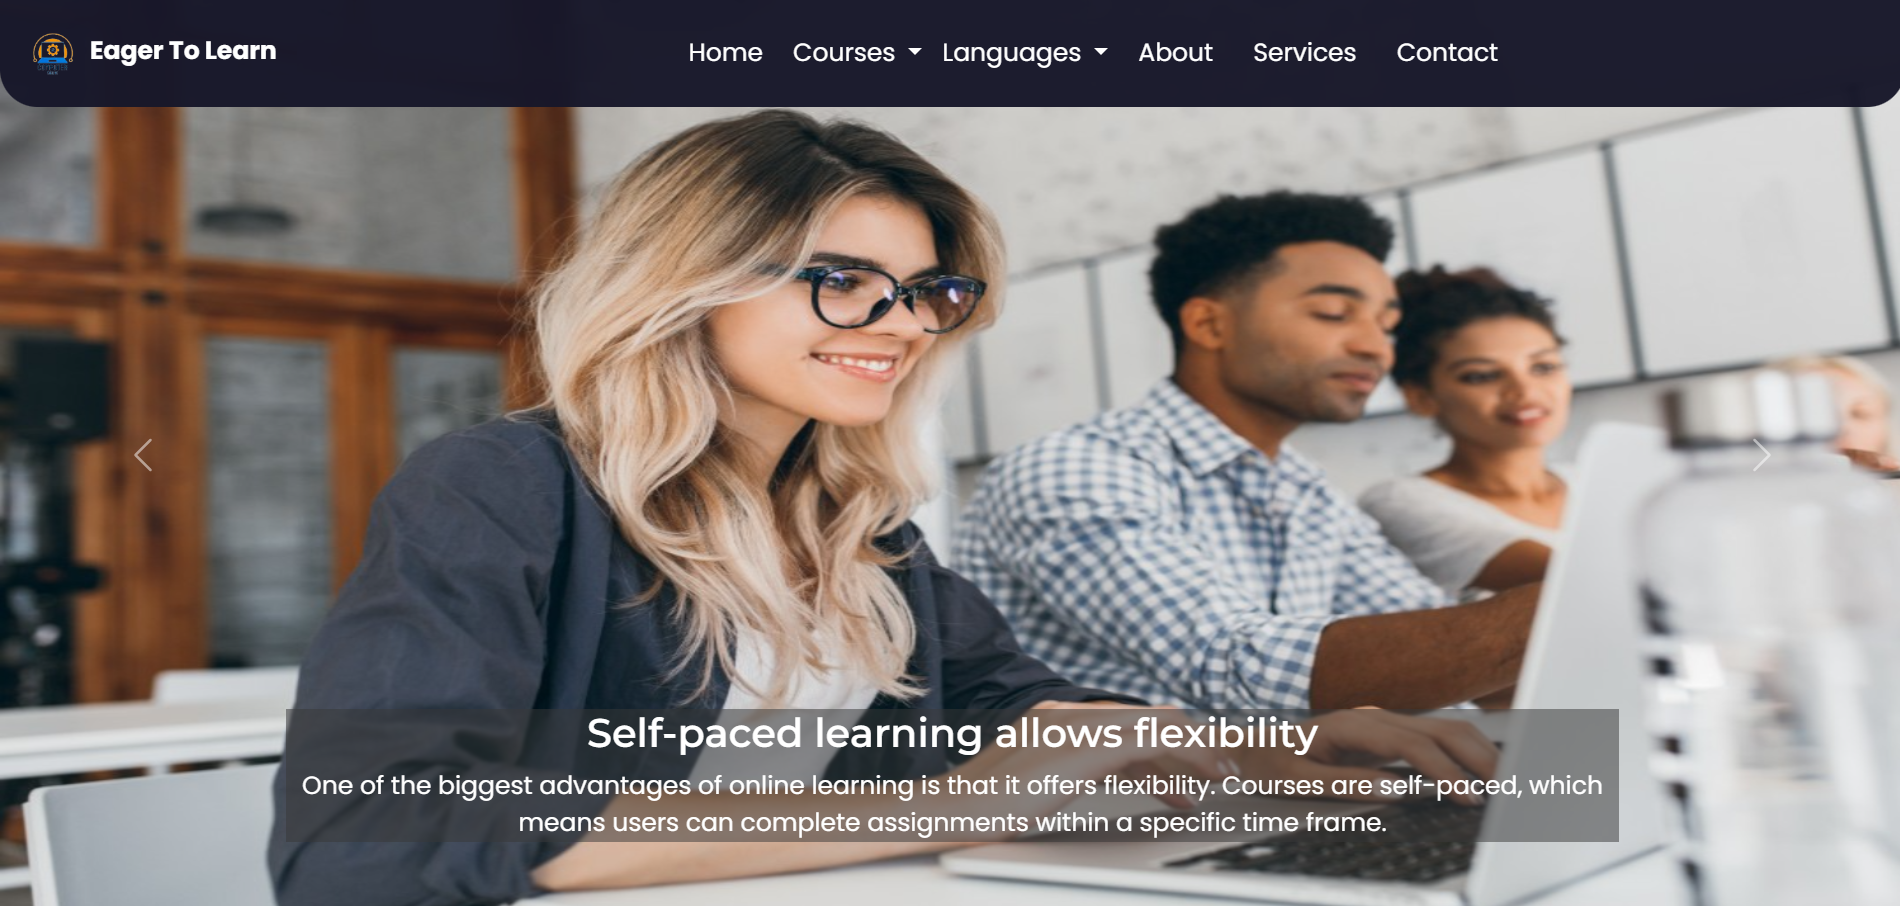 Eager To Learn
Home Courses Languages About Services Contact
Self-paced learning allows flexibility
One of the biggest advantages of online learning is that it offers flexibility. Courses are self-paced, which
means users can complete assignments within a specific time frame.